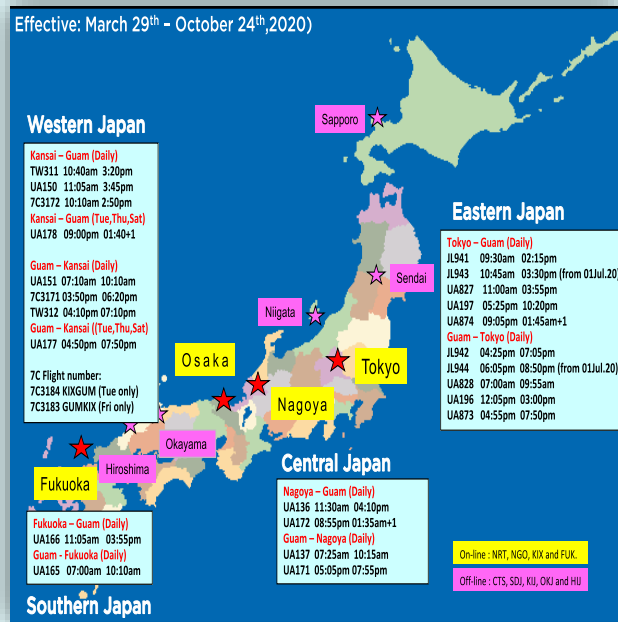 Effective: March 29th – October 24th,2020)
Sapporo
Western Japan
Kansai – Guam (Daily)
TW311 10:40am 3:20pm
UA150 11:05am 3:45pm
7C3172 10:10am 2:50pm
Kansai – Guam (Tue,Thu,Sat)
UA178 09:00pm 01:40+1
Guam – Kansai (Daily)
UA151 07:10am 10:10am
7C3171 03:50pm 06:20pm
TW312 04:10pm 07:10pm
Guam – Kansai ((Tue,Thu,Sat)
UA177 04:50pm 07:50pm
7C Flight number:
7C3184 KIXGUM (Tue only)
7C3183 GUMKIX (Fri only)
Eastern Japan
Tokyo – Guam (Daily)
JL941 09:30am 02:15pm
JL943 10:45am 03:30pm (from 01Jul.20)
UA827 11:00am 03:55pm
UA197 05:25pm 10:20pm
UA874 09:05pm 01:45am+1
Guam – Tokyo (Daily)
JL942 04:25pm 07:05pm
JL944 06:05pm 08:50pm (from 01Jul.20)
UA828 07:00am 09:55am
UA196 12:05pm 03:00pm
UA873 04:55pm 07:50pm
Sendai
Niigata
Osaka
Tokyo
Nagoya
Okayama
Hiroshima
Fukuoka
Central Japan
Nagoya – Guam (Daily)
UA136 11:30am 04:10pm
UA172 08:55pm 01:35am+1
Guam – Nagoya (Daily)
UA137 07:25am 10:15am
UA171 05:05pm 07:55pm
Fukuoka – Guam (Daily)
UA166 11:05am 03:55pm
Guam - Fukuoka (Daily)
UA165 07:00am 10:10am
Southern Japan
On-line : NRT, NGO, KIX and FUK.
Off-line : CTS, SDJ, KIJ, OKJ and HIJ